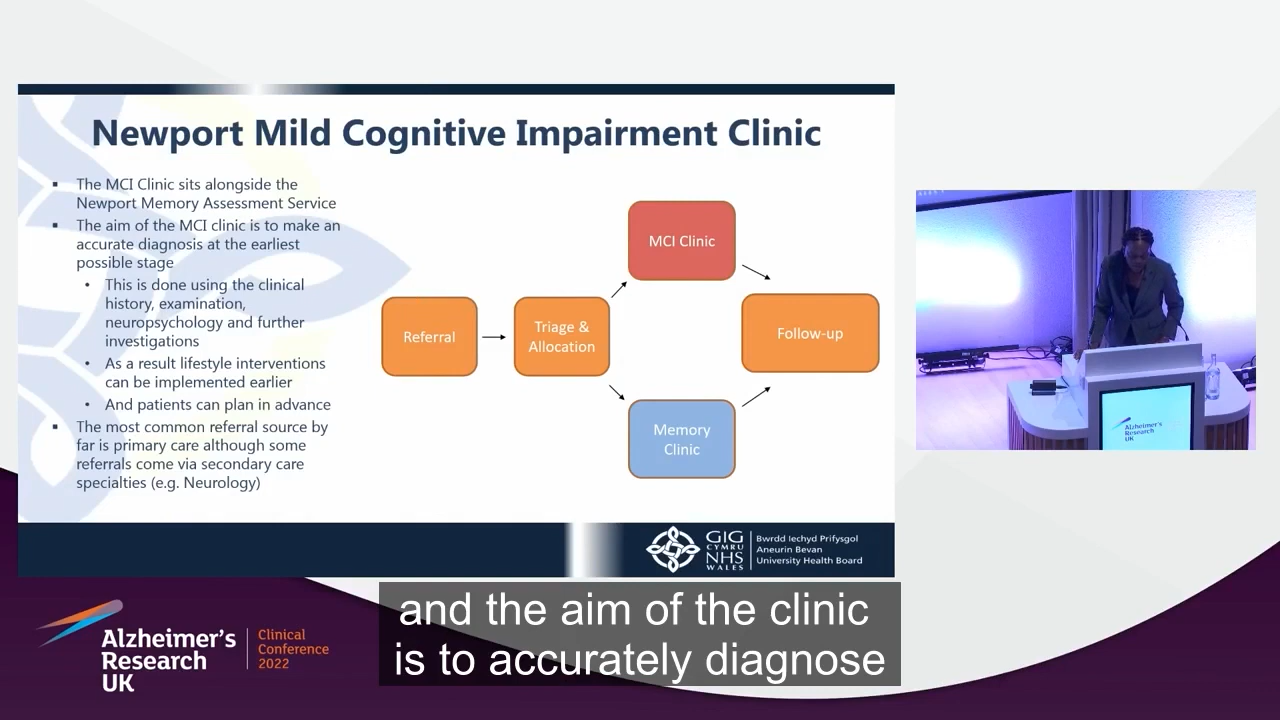 Newport Mild Cognitive Impairment Clinic
▪ The MCI Clinic sits alongside the
Newport Memory Assessment Service
▪ The aim of the MCI clinic is to make an
accurate diagnosis at the earliest
possible stage
• This is done using the clinical
history, examination,
neuropsychology and further
investigations
• As a result lifestyle interventions
can be implemented earlier
• And patients can plan in advance
▪ The most common referral source by
far is primary care although some
referrals come via secondary care
specialties (e.g. Neurology)
Referral
Triage &
Allocation
MCI Clinic
Memory
Clinic
Follow-up
GIG
CYMRU
NHS
WALES
Bwrdd Iechyd Prifysgol
Aneurin Bevan
University Health Board
Alzheimer's
Research
UK
Alzheimer's
Research
UK
Clinical
Conference
2022
and the aim of the clinic
is to accurately diagnose